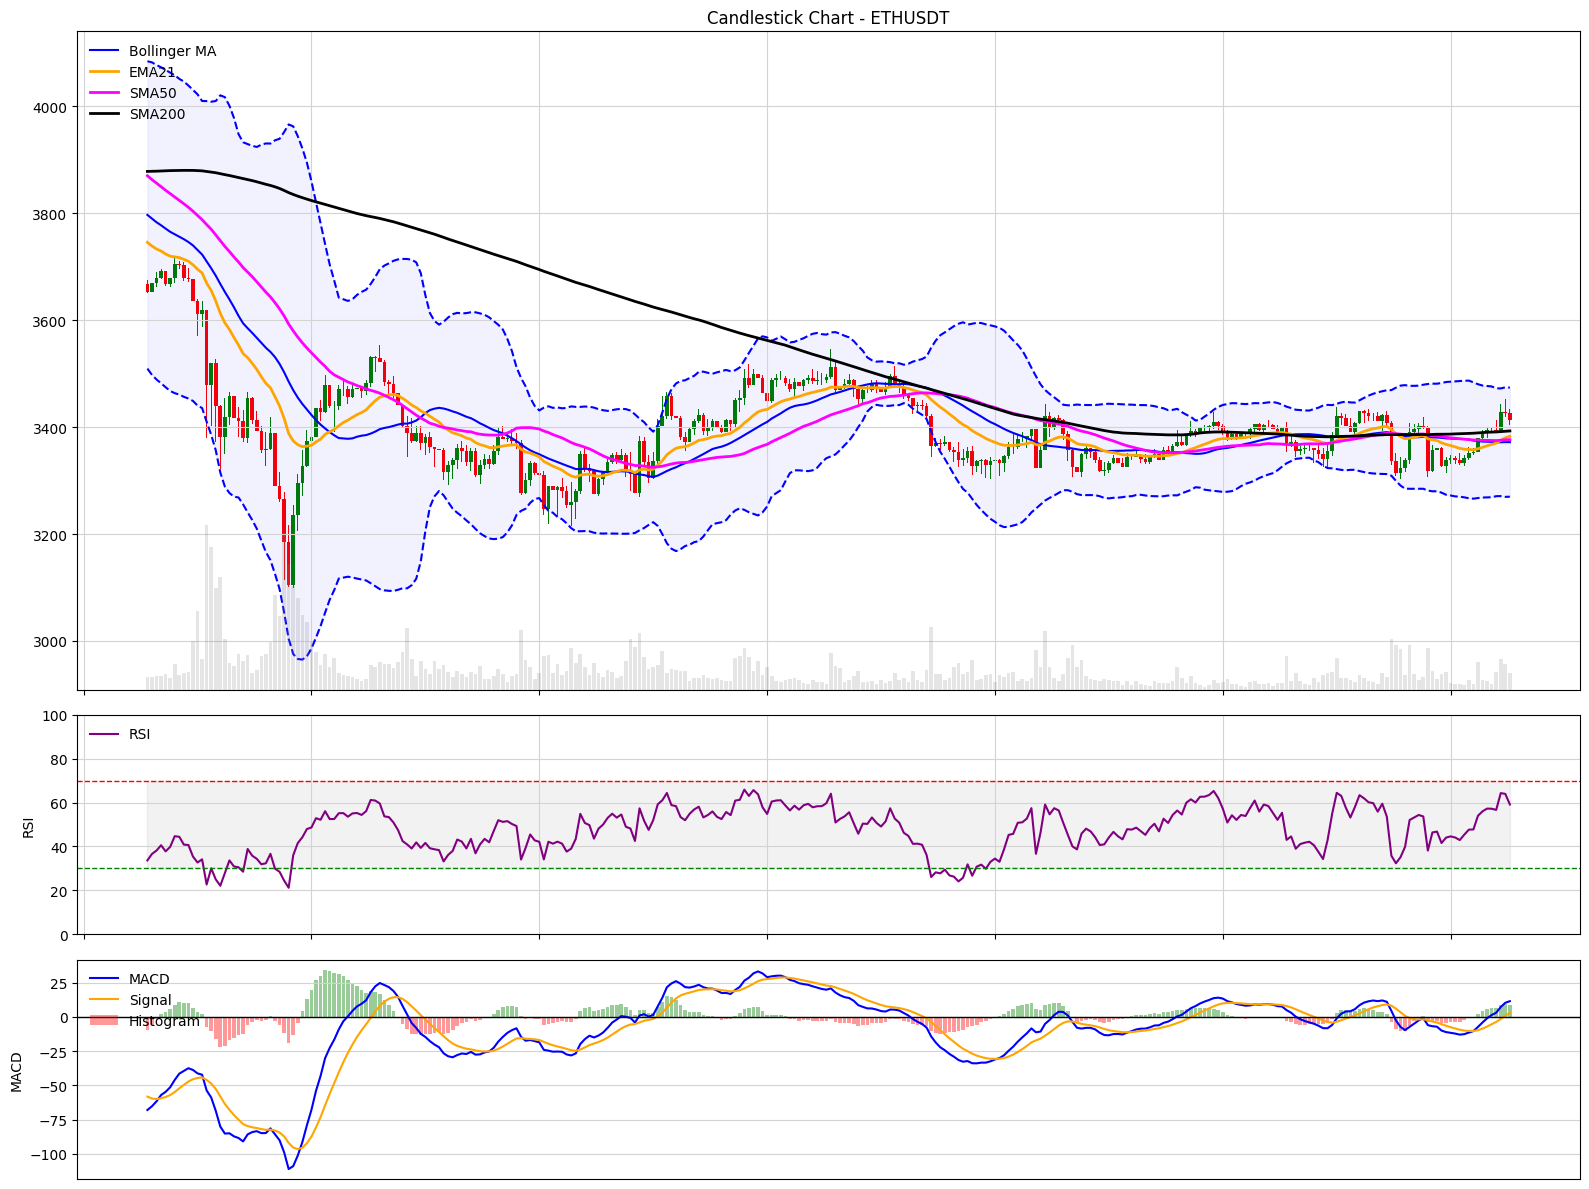 Candlestick Chart - ETHUSDT
Bollinger MA
EMA21
SMA50
SMA200
4000
3800
3600
3400
3200
3000
RSI
100
80
60
40
20
0
RSI
MACD
Signal
Histogram
25
0
−25
−50
−75
−100
MACD